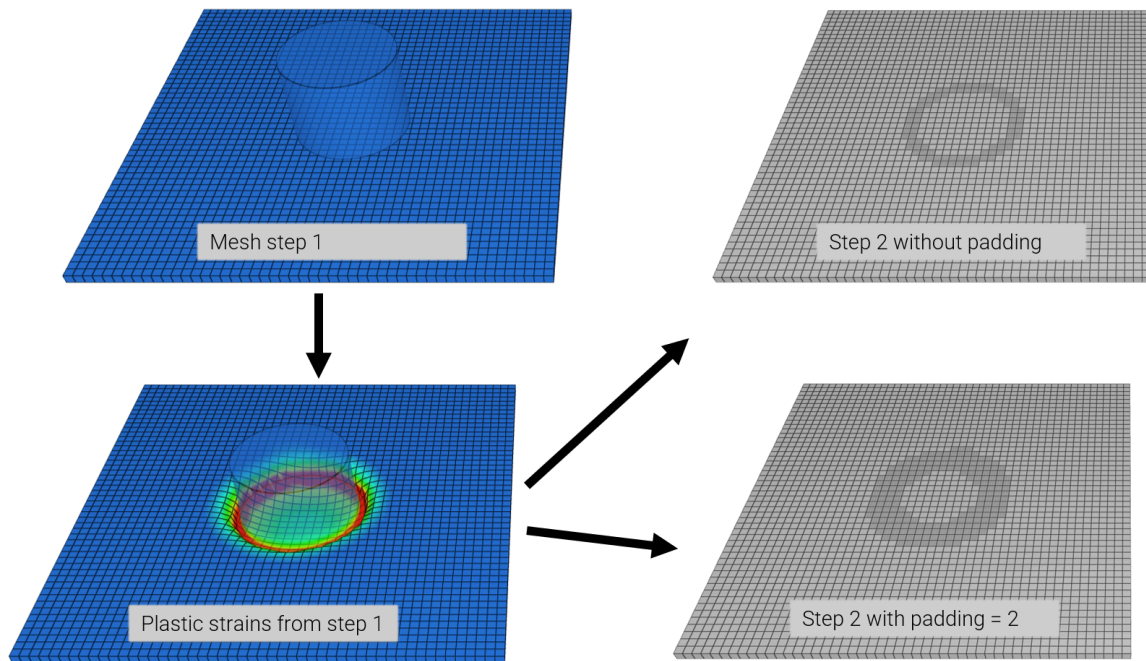 Mesh step 1
Step 2 without padding
Plastic strains from step 1
Step 2 with padding = 2